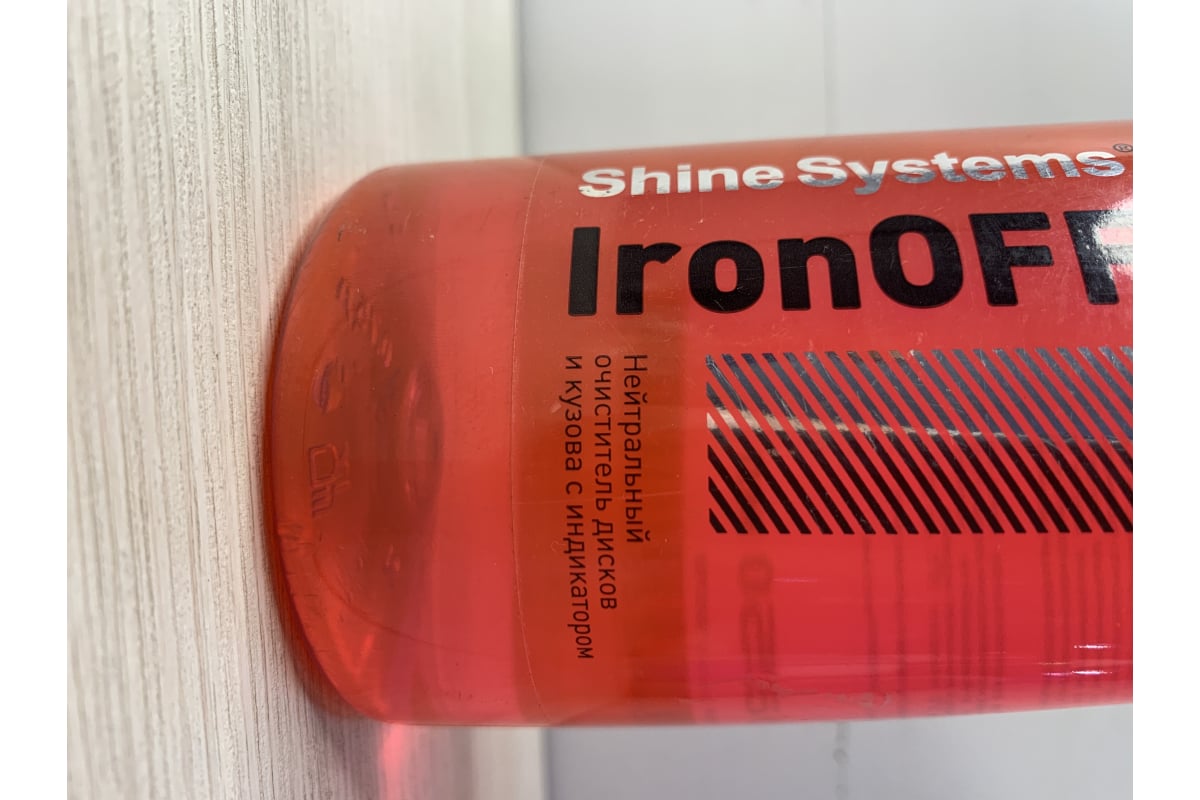 Shine Systems®
IronOFF
Нейтральный
очиститель дисков
и кузова с индикатором